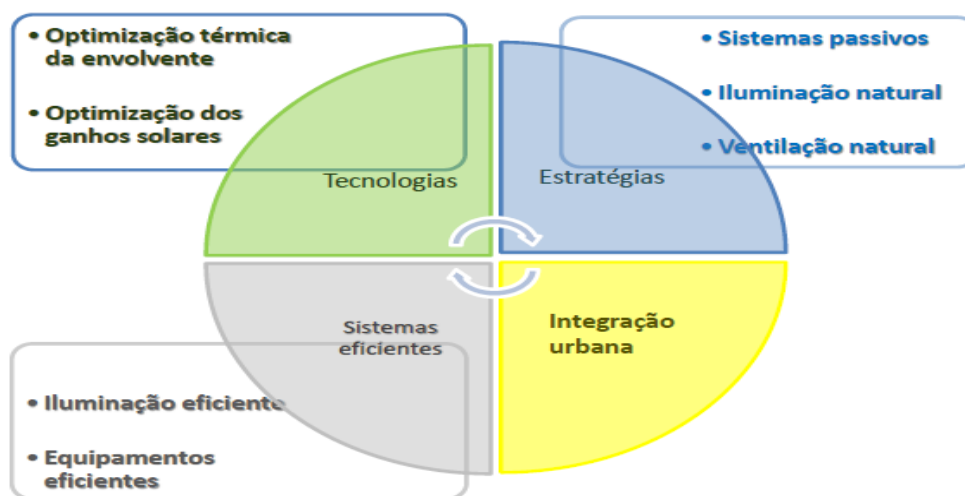 • Optimização térmica
da envolvente
• Optimização dos
ganhos solares
• Sistemas passivos
• Iluminação natural
• Ventilação natural
Tecnologias
Estratégias
Sistemas
eficientes
Integração
urbana
• Iluminação eficiente
• Equipamentos
eficientes